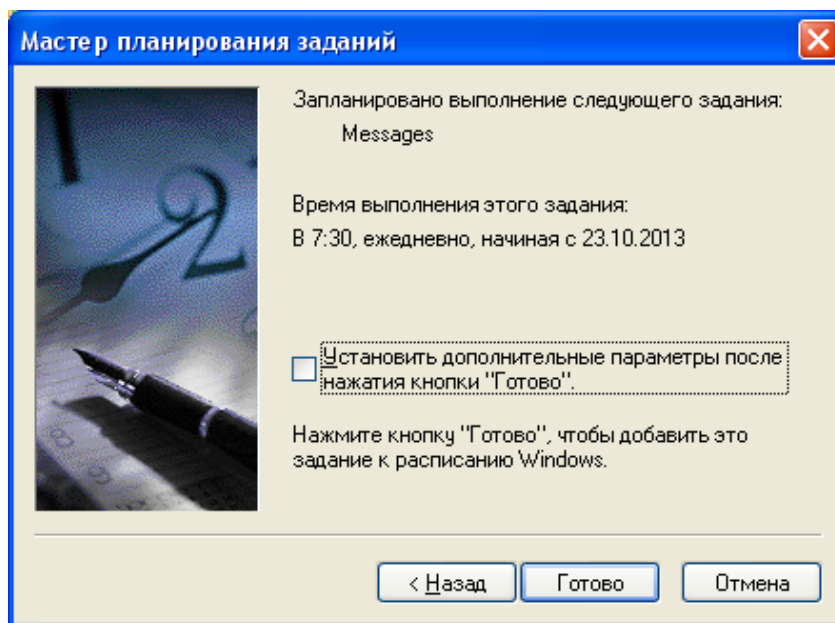 Мастер планирования заданий
Запланировано выполнение следующего задания:
Messages
Время выполнения этого задания:
В 7:30, ежедневно, начиная с 23.10.2013
Установить дополнительные параметры после
нажатия кнопки "Готово".
Нажмите кнопку "Готово", чтобы добавить это
задание к расписанию Windows.
< Назад Готово Отмена